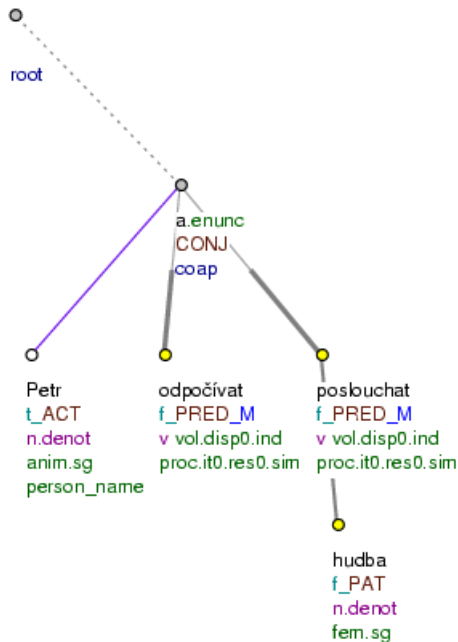 root
a.enunc
CONJ
coap
Petr
t_ACT
n.denot
anim.sg
person_name
odpočívat
f_PRED_M
v vol.disp0.ind
proc.it0.res0.sim
poslouchat
f_PRED_M
v vol.disp0.ind
proc.it0.res0.sim
hudba
f_PAT
n.denot
fem.sg